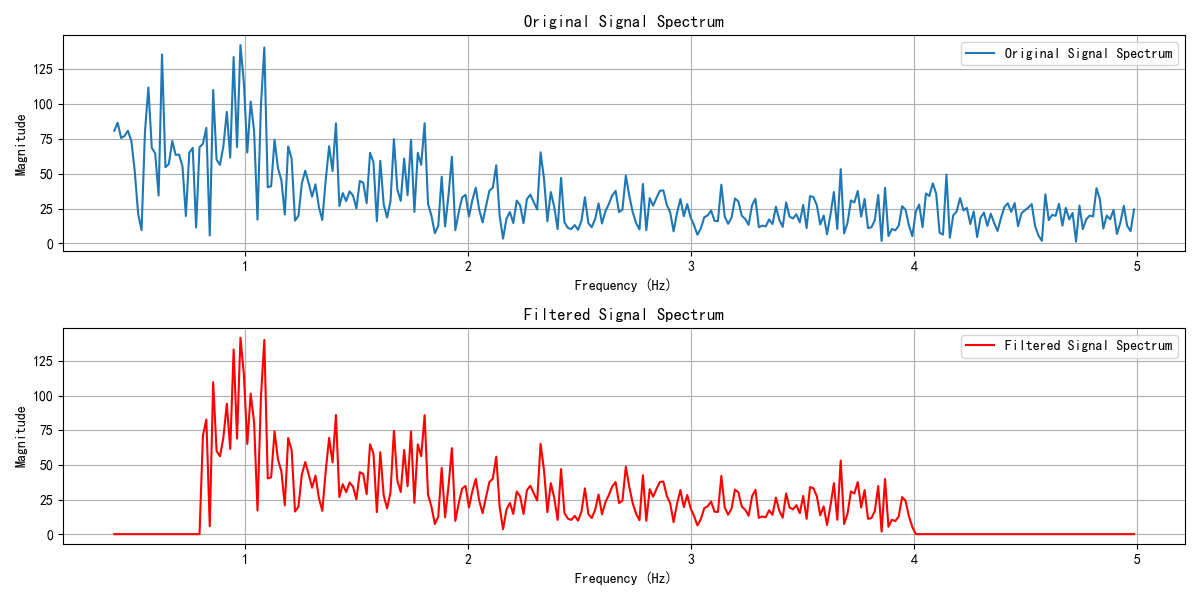 Original Signal Spectrum
Original Signal Spectrum
Magnitude
125
100
75
50
25
0
1 2 3 4 5
Frequency (Hz)
Filtered Signal Spectrum
Filtered Signal Spectrum
Magnitude
125
100
75
50
25
0
1 2 3 4 5
Frequency (Hz)